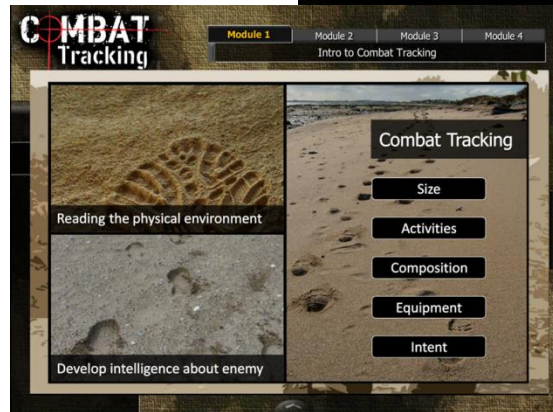 COMBAT
Tracking
Module 1
Module 2
Module 3
Module 4
Intro to Combat Tracking
Reading the physical environment
Develop intelligence about enemy
Combat Tracking
Size
Activities
Composition
Equipment
Intent